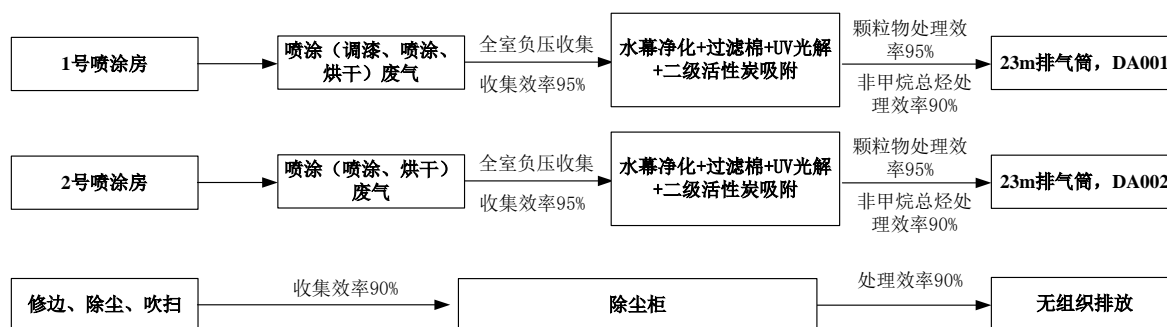 1号喷涂房
喷涂（调漆、喷涂、
烘干）废气
全室负压收集
收集效率95%
水幕净化+过滤棉+UV光解
+二级活性炭吸附
颗粒物处理效
率95%
非甲烷总烃处
理效率90%
23m排气筒，DA001
2号喷涂房
喷涂（喷涂、烘干）
废气
全室负压收集
收集效率95%
水幕净化+过滤棉+UV光解
+二级活性炭吸附
颗粒物处理效
率95%
非甲烷总烃处
理效率90%
23m排气筒，DA002
修边、除尘、吹扫
收集效率90%
除尘柜
处理效率90%
无组织排放